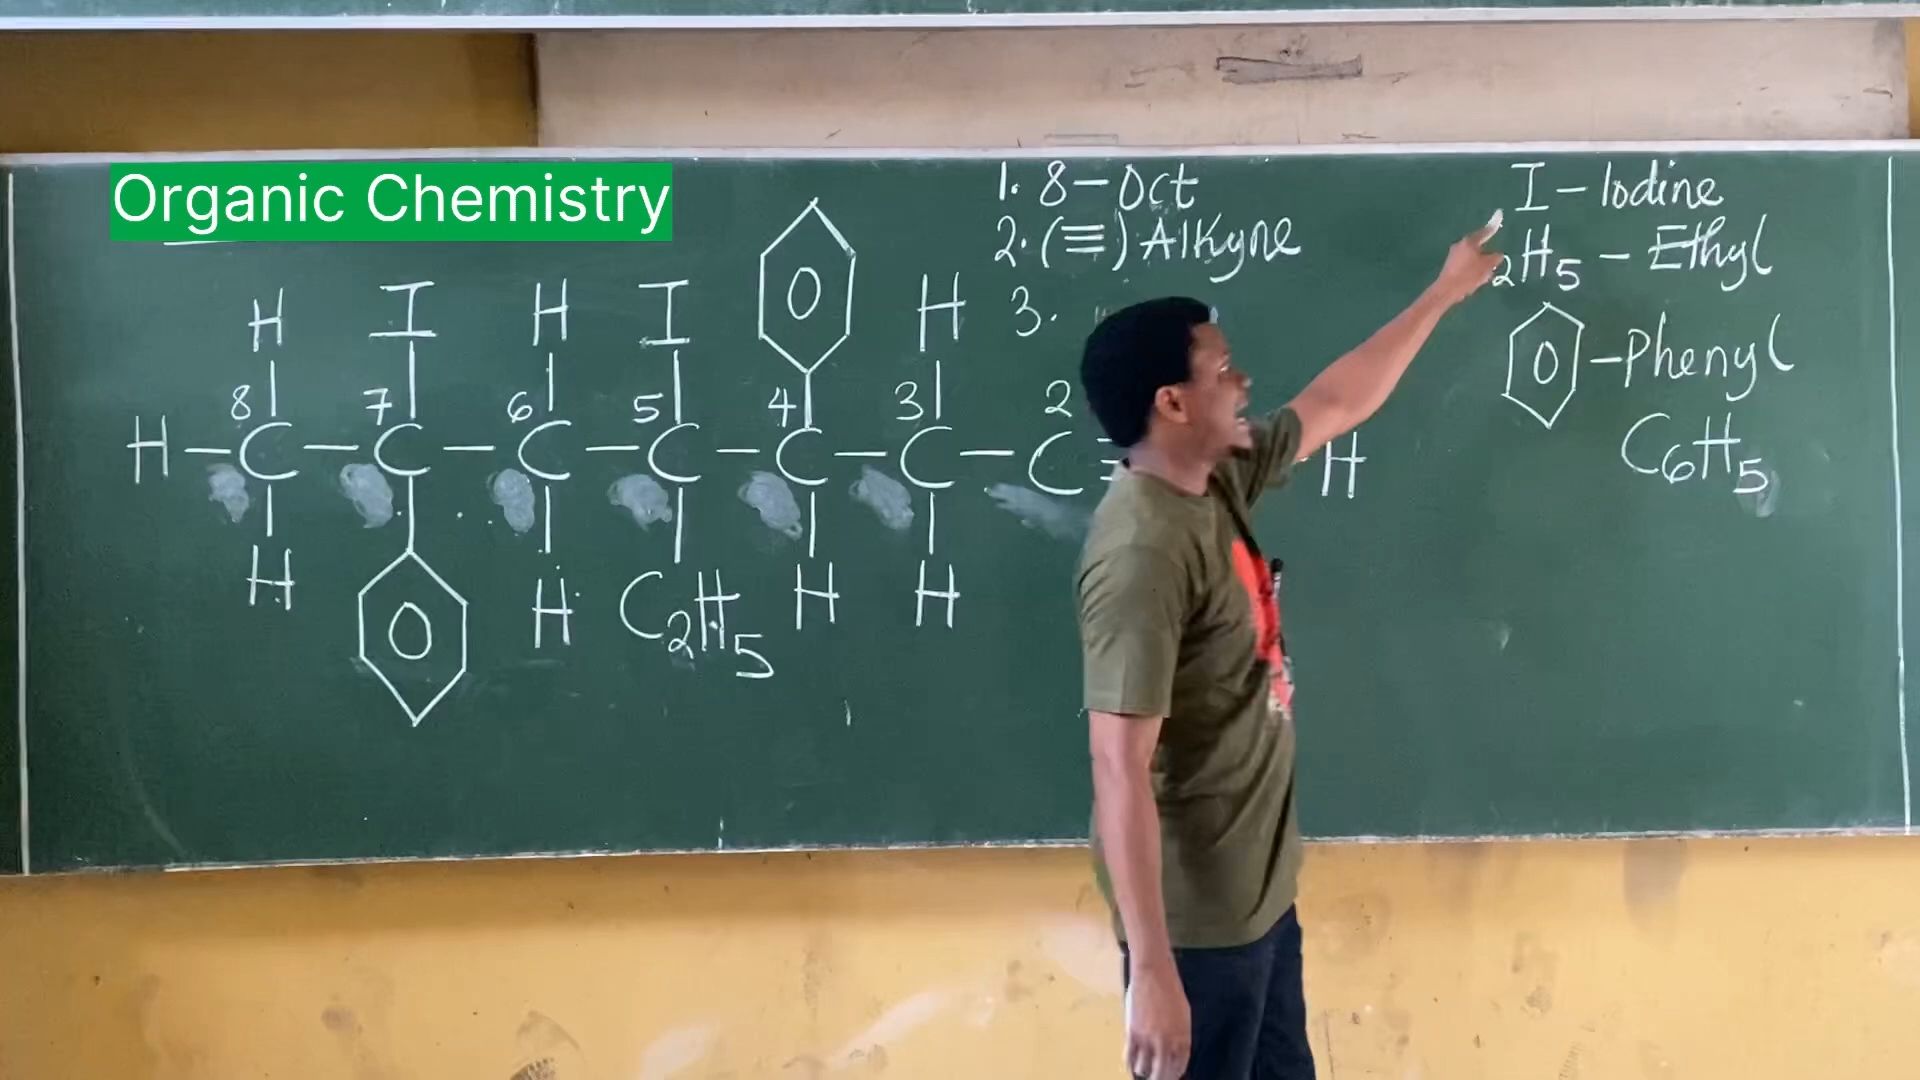 Organic Chemistry
1. 8 – Oct
2. (≡) Alkyne
3.
I – Iodine
2H5 – Ethyl
O – Phenyl
C6H5
O
H I H I H
8 7 6 5 4 3 2
H – C – C – C – C – C – C – C ≡ H
H H C2H5 H H
O